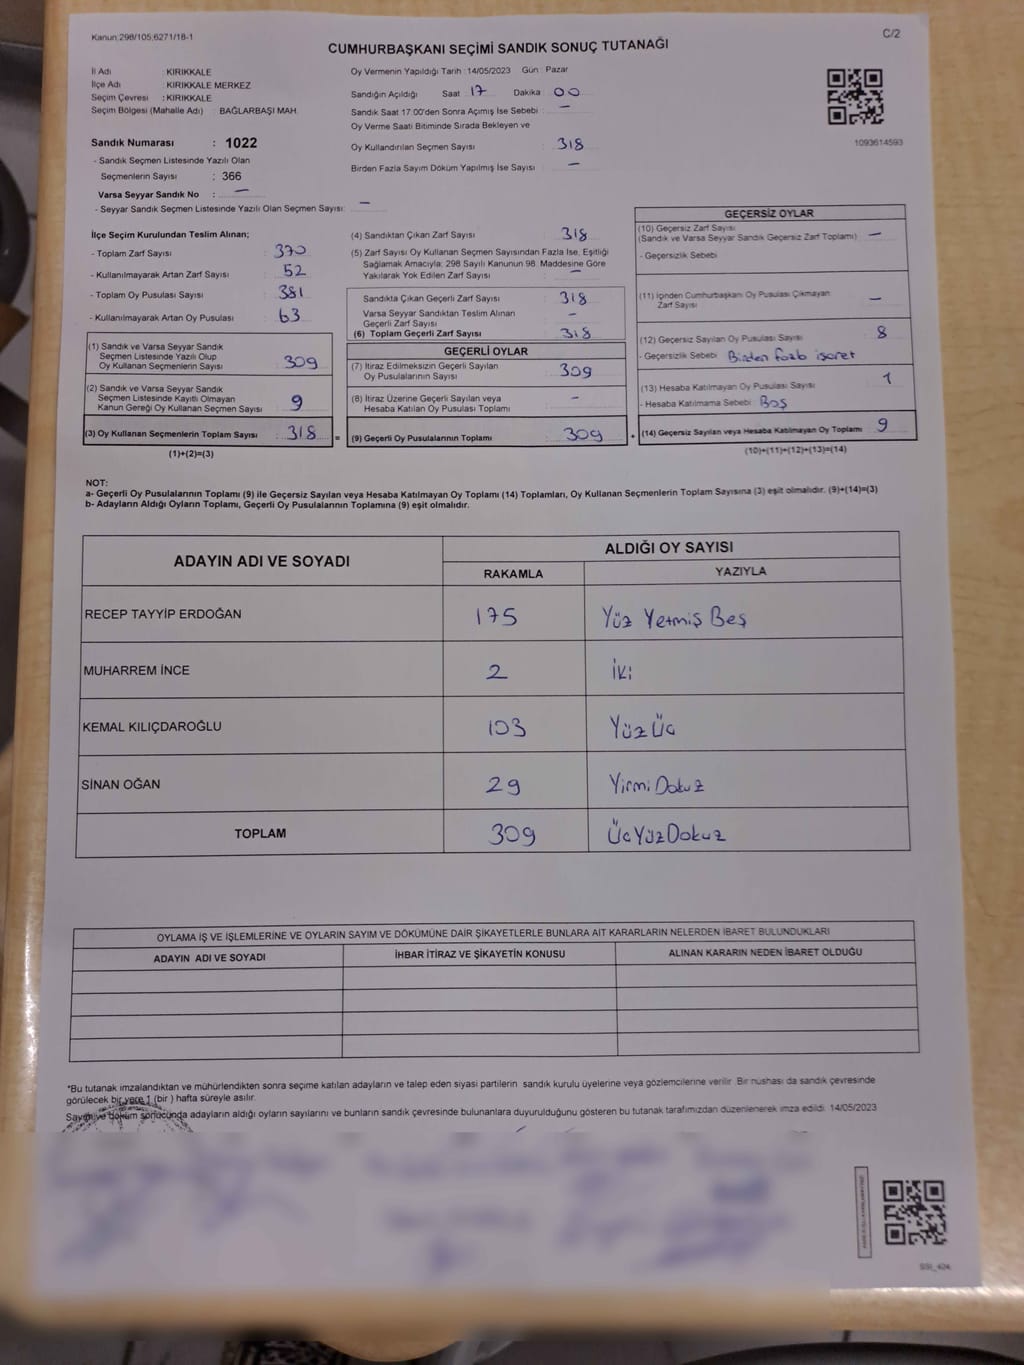 Kanun:298/105;6271/18-1
C/2
CUMHURBAŞKANI SEÇİMİ SANDIK SONUÇ TUTANAĞI
İl Adı : KIRIKKALE
İlçe Adı : KIRIKKALE MERKEZ
Seçim Çevresi : KIRIKKALE
Seçim Bölgesi (Mahalle Adı) : BAĞLARBAŞI MAH.
Sandık Numarası : 1022
- Sandık Seçmen Listesinde Yazılı Olan
Seçmenlerin Sayısı : 366
Varsa Seyyar Sandık No : —
- Seyyar Sandık Seçmen Listesinde Yazılı Olan Seçmen Sayısı: —
Oy Vermenin Yapıldığı Tarih : 14/05/2023 Gün : Pazar
Sandığın Açıldığı Saat 17 Dakika 00
Sandık Saat 17:00'den Sonra Açımış İse Sebebi : —
Oy Verme Saati Bitiminde Sırada Bekleyen ve
Oy Kullandırılan Seçmen Sayısı : 318
Birden Fazla Sayım Döküm Yapılmış İse Sayısı : —
1093614593
İlçe Seçim Kurulundan Teslim Alınan;
- Toplam Zarf Sayısı : 370
- Kullanılmayarak Artan Zarf Sayısı : 52
- Toplam Oy Pusulası Sayısı : 381
- Kullanılmayarak Artan Oy Pusulası : 63
(1) Sandık ve Varsa Seyyar Sandık
Seçmen Listesinde Yazılı Olup
Oy Kullanan Seçmenlerin Sayısı : 309
(2) Sandık ve Varsa Seyyar Sandık
Seçmen Listesinde Kayıtlı Olmayan
Kanun Gereği Oy Kullanan Seçmen Sayısı : 9
(3) Oy Kullanan Seçmenlerin Toplam Sayısı : 318 =
(1)+(2)=(3)
(4) Sandıktan Çıkan Zarf Sayısı : 318
(5) Zarf Sayısı Oy Kullanan Seçmen Sayısından Fazla İse, Eşitliği
Sağlamak Amacıyla; 298 Sayılı Kanunun 98. Maddesine Göre
Yakılarak Yok Edilen Zarf Sayısı : —
Sandıkta Çıkan Geçerli Zarf Sayısı : 318
Varsa Seyyar Sandıktan Teslim Alınan
Geçerli Zarf Sayısı : —
(6) Toplam Geçerli Zarf Sayısı : 318
GEÇERLİ OYLAR
(7) İtiraz Edilmeksizin Geçerli Sayılan
Oy Pusulalarının Sayısı : 309
(8) İtiraz Üzerine Geçerli Sayılan veya
Hesaba Katılan Oy Pusulası Toplamı : —
(9) Geçerli Oy Pusulalarının Toplamı : 309 +
GEÇERSİZ OYLAR
(10) Geçersiz Zarf Sayısı
(Sandık ve Varsa Seyyar Sandık Geçersiz Zarf Toplamı) : —
- Geçersizlik Sebebi :
(11) İçinden Cumhurbaşkanı Oy Pusulası Çıkmayan
Zarf Sayısı : —
(12) Geçersiz Sayılan Oy Pusulası Sayısı : 8
- Geçersizlik Sebebi : Birden fazla işaret
(13) Hesaba Katılmayan Oy Pusulası Sayısı : 1
- Hesaba Katılmama Sebebi : Boş
(14) Geçersiz Sayılan veya Hesaba Katılmayan Oy Toplamı : 9
(10)+(11)+(12)+(13)=(14)
NOT:
a- Geçerli Oy Pusulalarının Toplamı (9) ile Geçersiz Sayılan veya Hesaba Katılmayan Oy Toplamı (14) Toplamları, Oy Kullanan Seçmenlerin Toplam Sayısına (3) eşit olmalıdır. (9)+(14)=(3)
b- Adayların Aldığı Oyların Toplamı, Geçerli Oy Pusulalarının Toplamına (9) eşit olmalıdır.
ADAYIN ADI VE SOYADI
ALDIĞI OY SAYISI
RAKAMLA YAZIYLA
RECEP TAYYİP ERDOĞAN 175 Yüz Yetmiş Beş
MUHARREM İNCE 2 İki
KEMAL KILIÇDAROĞLU 103 Yüz Üç
SİNAN OĞAN 29 Yirmi Dokuz
TOPLAM 309 Üç Yüz Dokuz
OYLAMA İŞ VE İŞLEMLERİNE VE OYLARIN SAYIM VE DÖKÜMÜNE DAİR ŞİKAYETLERLE BUNLARA AİT KARARLARIN NELERDEN İBARET BULUNDUKLARI
ADAYIN ADI VE SOYADI İHBAR İTİRAZ VE ŞİKAYETİN KONUSU ALINAN KARARIN NEDEN İBARET OLDUĞU
*Bu tutanak imzalandıktan ve mühürlendikten sonra seçime katılan adayların ve talep eden siyasi partilerin sandık kurulu üyelerine veya gözlemcilerine verilir. Bir nüshası da sandık çevresinde
görülecek bir yere 1 (bir ) hafta süreyle asılır.
Sayım ve döküm sonucunda adayların aldığı oyların sayılarını ve bunların sandık çevresinde bulunanlara duyurulduğunu gösteren bu tutanak tarafımızdan düzenlenerek imza edildi. 14/05/2023